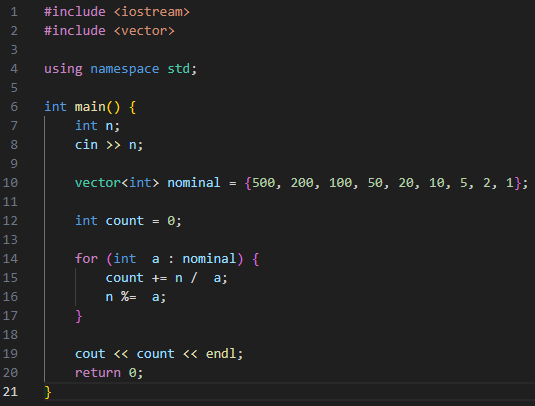 1 #include <iostream>
2 #include <vector>
3
4 using namespace std;
5
6 int main() {
7     int n;
8     cin >> n;
9
10     vector<int> nominal = {500, 200, 100, 50, 20, 10, 5, 2, 1};
11
12     int count = 0;
13
14     for (int  a : nominal) {
15         count += n /  a;
16         n %=  a;
17     }
18
19     cout << count << endl;
20     return 0;
21 }